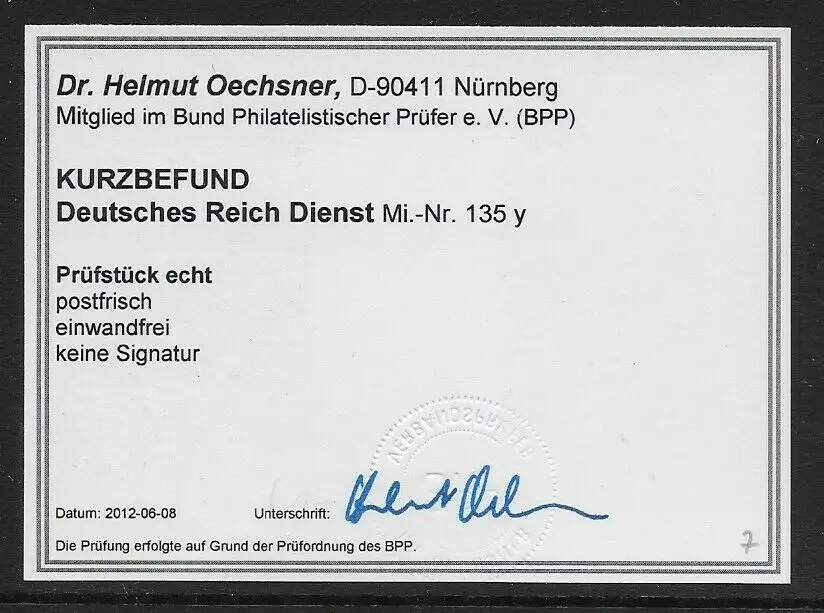 Dr. Helmut Oechsner, D-90411 Nürnberg
Mitglied im Bund Philatelistischer Prüfer e. V. (BPP)
KURZBEFUND
Deutsches Reich Dienst Mi.-Nr. 135 y
Prüfstück echt
postfrisch
einwandfrei
keine Signatur
VERBANDSPRÜFER
Datum: 2012-06-08 Unterschrift:
Die Prüfung erfolgte auf Grund der Prüfordnung des BPP.
7